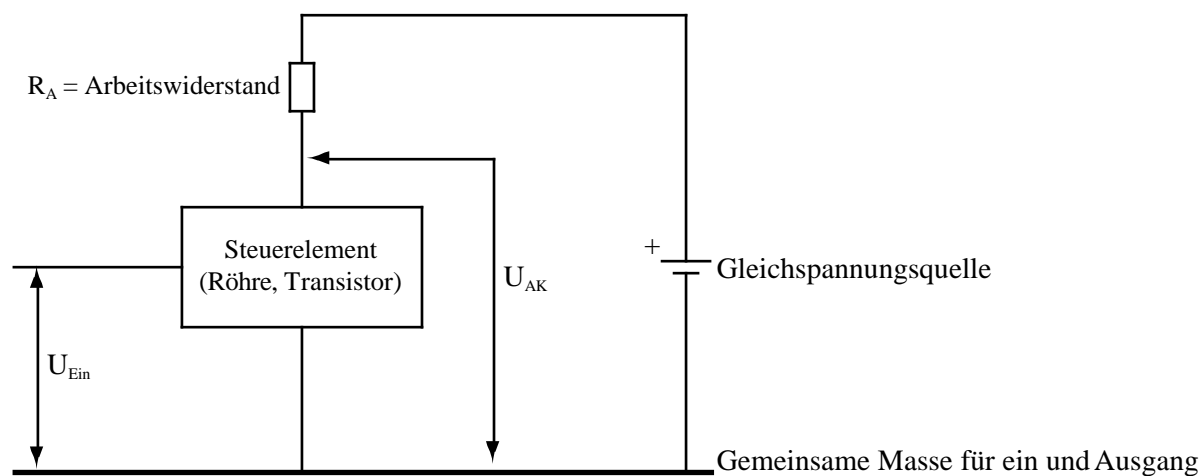 R_A = Arbeitswiderstand
Steuerelement
(Röhre, Transistor)
U_AK
+
Gleichspannungsquelle
U_Ein
Gemeinsame Masse für ein und Ausgang